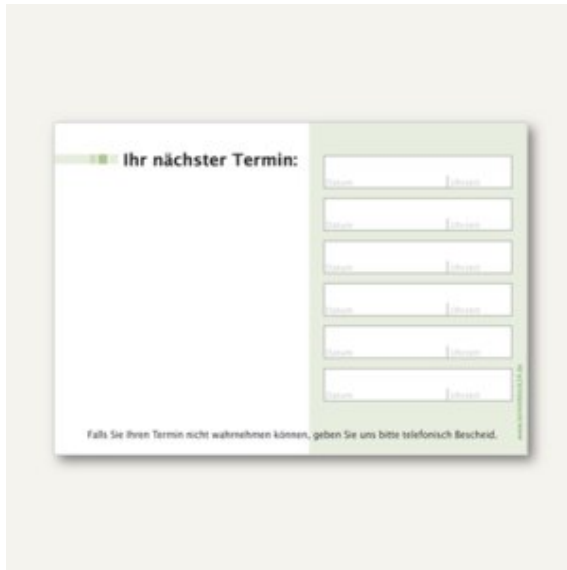 Ihr nächster Termin:
Datum Uhrzeit
Datum Uhrzeit
Datum Uhrzeit
Datum Uhrzeit
Datum Uhrzeit
Datum Uhrzeit
Falls Sie Ihren Termin nicht wahrnehmen können, geben Sie uns bitte telefonisch Bescheid.